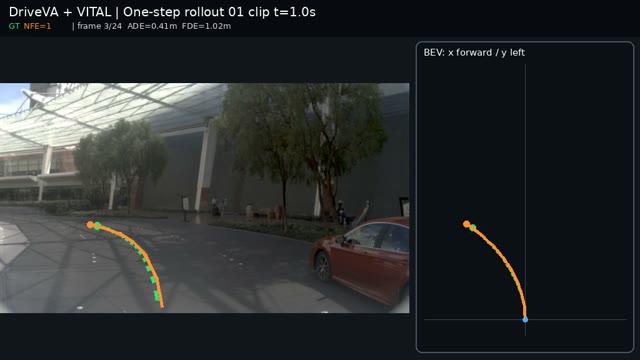 DriveVA + VITAL | One-step rollout 01 clip t=1.0s
GT NFE=1 | frame 3/24 ADE=0.41m FDE=1.02m
BEV: x forward / y left